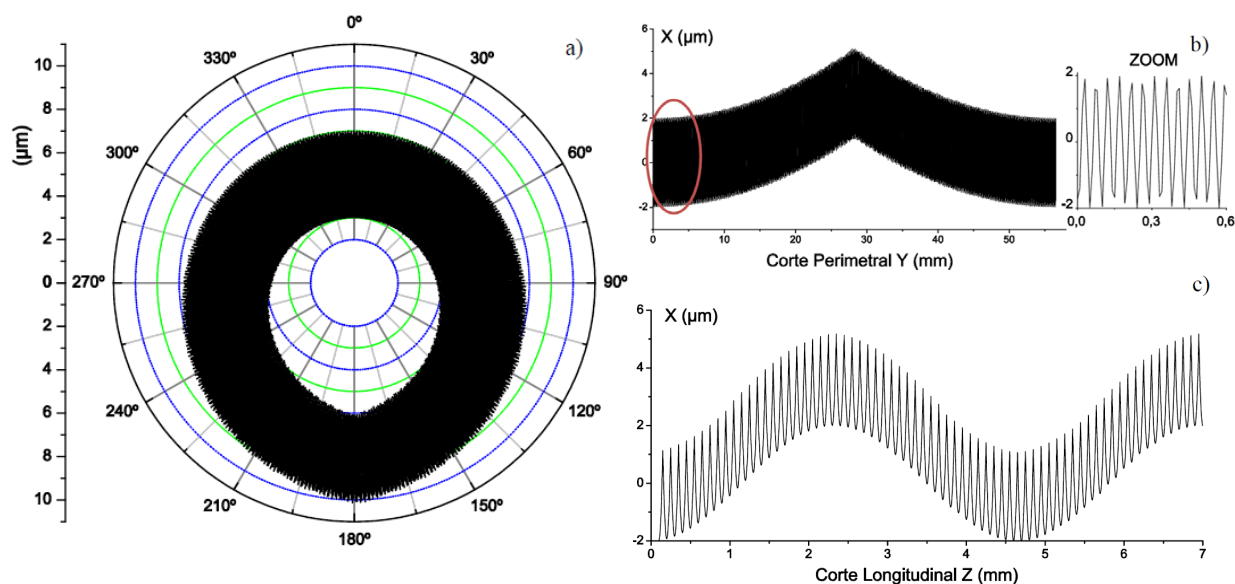 a)
0º
30º
60º
90º
120º
150º
180º
210º
240º
270º
300º
330º
(µm)
10
8
6
4
2
0
2
4
6
8
10
b)
X (µm)
6
4
2
0
-2
0 10 20 30 40 50
Corte Perimetral Y (mm)
ZOOM
2
1
0
-2
0,0 0,3 0,6
c)
X (µm)
6
4
2
0
-2
0 1 2 3 4 5 6 7
Corte Longitudinal Z (mm)